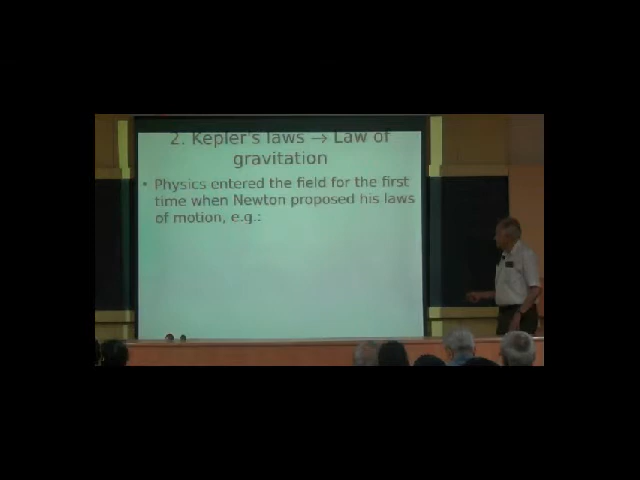 2. Kepler's laws → Law of
gravitation
• Physics entered the field for the first
time when Newton proposed his laws
of motion, e.g.: